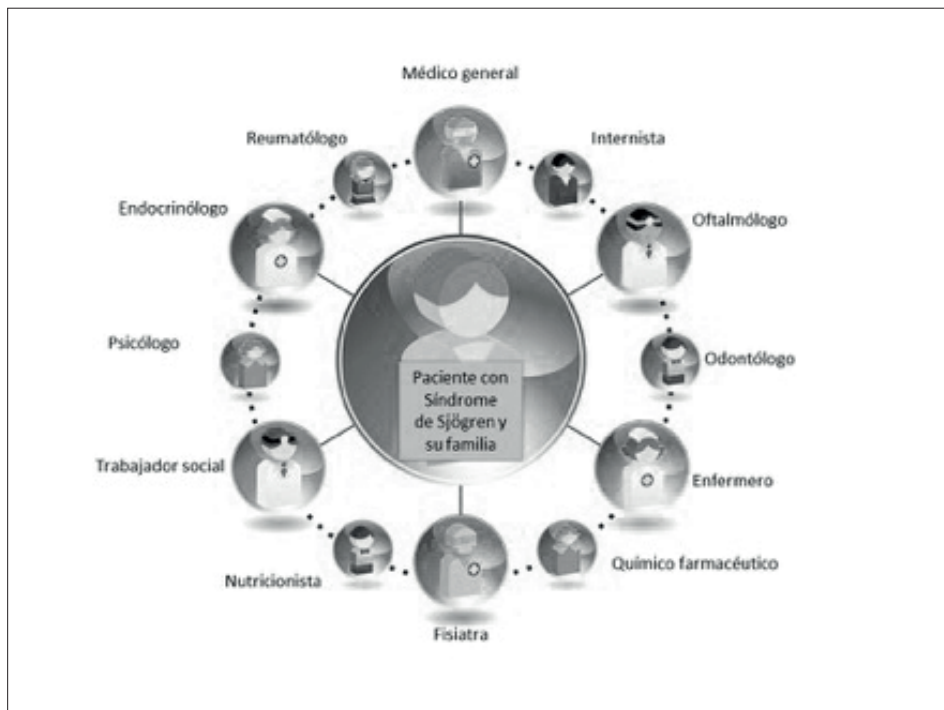 Médico general
Reumatólogo
Internista
Endocrinólogo
Oftalmólogo
Psicólogo
Odontólogo
Paciente con
Síndrome
de Sjögren y
su familia
Trabajador social
Enfermero
Nutricionista
Químico farmacéutico
Fisiatra